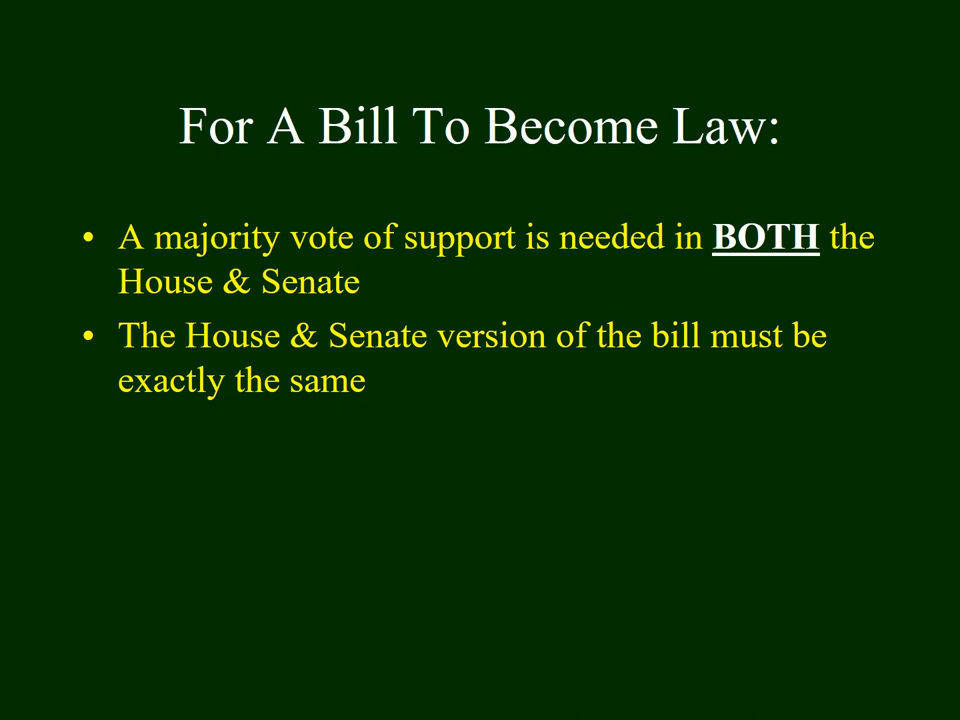 For A Bill To Become Law:
• A majority vote of support is needed in BOTH the
House & Senate
• The House & Senate version of the bill must be
exactly the same